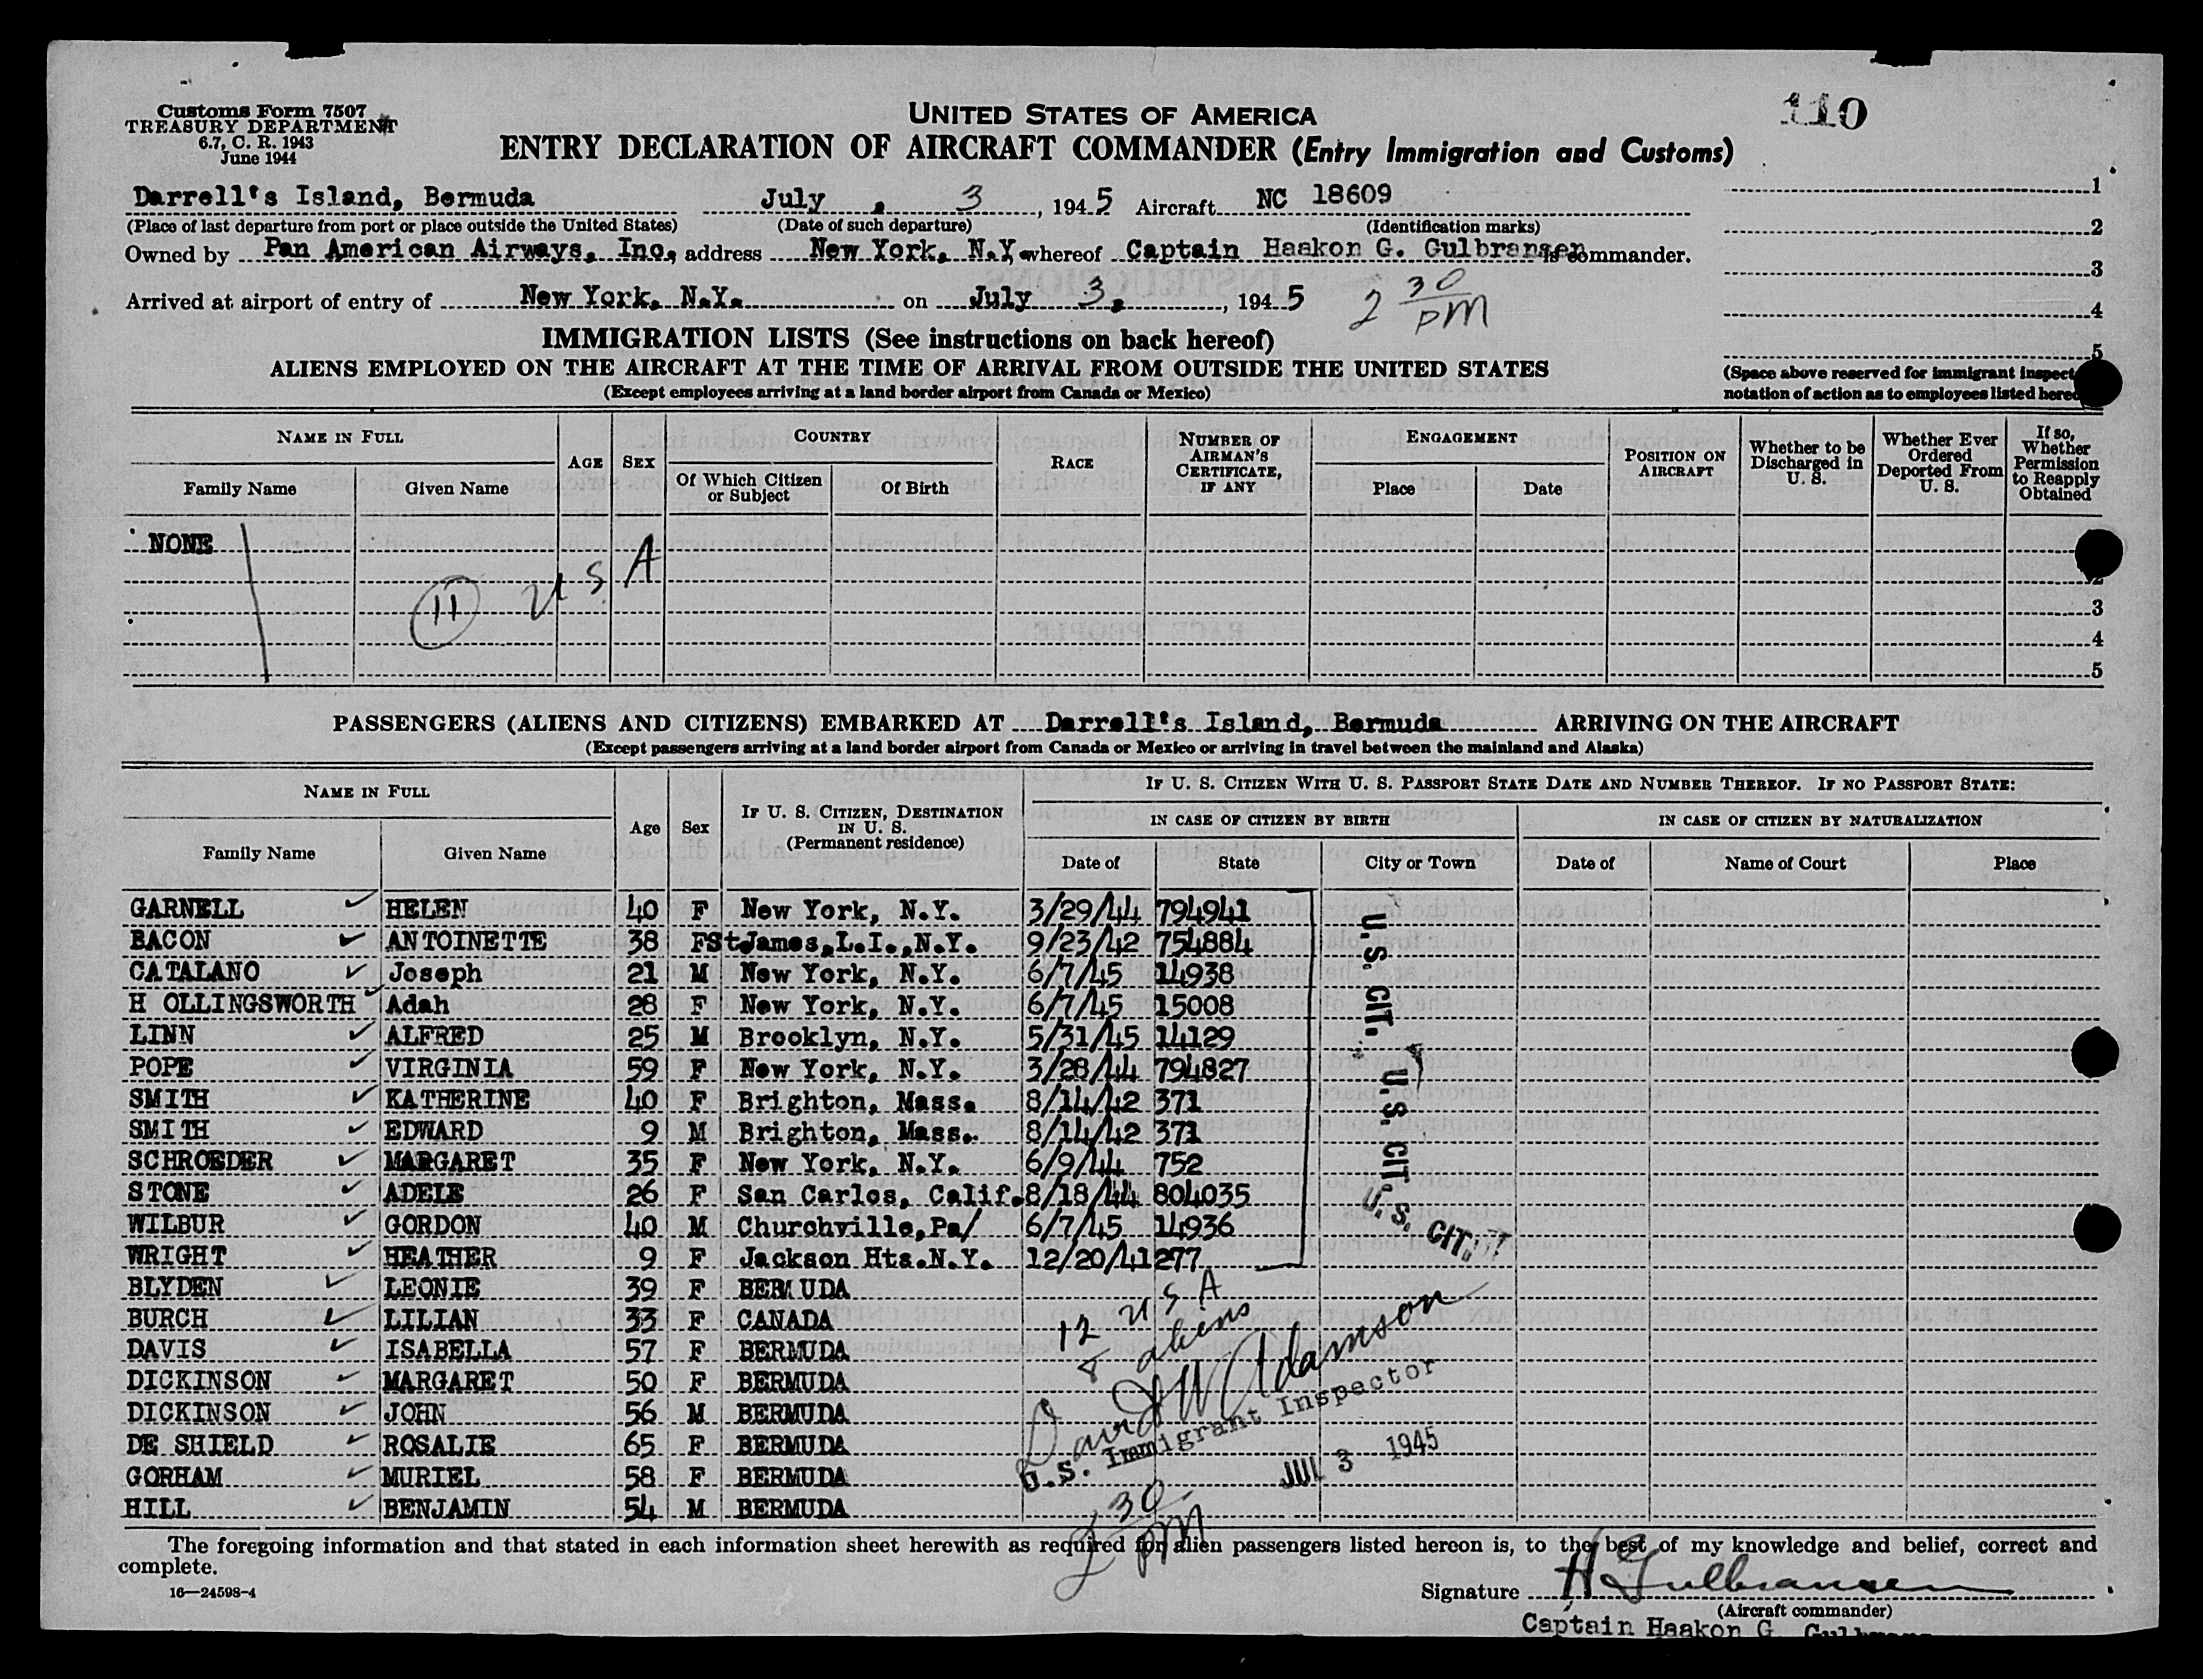 Customs Form 7507
TREASURY DEPARTMENT
6.7, C. R. 1943
June 1944
UNITED STATES OF AMERICA
110
ENTRY DECLARATION OF AIRCRAFT COMMANDER (Entry Immigration and Customs)
Darrell's Island, Bermuda July, 3, 1945 Aircraft NC 18609
(Place of last departure from port or place outside the United States) (Date of such departure) (Identification marks)
Owned by Pan American Airways, Inc, address New York, N.Y, whereof Captain Haakon G. Gulbransen is commander.
Arrived at airport of entry of New York, N.Y. on July 3, 1945 2 30 PM
1
2
3
4
5
(Space above reserved for immigrant inspect
notation of action as to employees listed hereo
IMMIGRATION LISTS (See instructions on back hereof)
ALIENS EMPLOYED ON THE AIRCRAFT AT THE TIME OF ARRIVAL FROM OUTSIDE THE UNITED STATES
(Except employees arriving at a land border airport from Canada or Mexico)
NAME IN FULL AGE SEX COUNTRY RACE NUMBER OF AIRMAN'S CERTIFICATE, IF ANY ENGAGEMENT POSITION ON AIRCRAFT Whether to be Discharged in U. S. Whether Ever Ordered Deported From U. S. If so, Whether Permission to Reapply Obtained
Family Name Given Name Of Which Citizen or Subject Of Birth Place Date
NONE
11 U S A
2
3
4
5
PASSENGERS (ALIENS AND CITIZENS) EMBARKED AT Darrell's Island, Bermuda ARRIVING ON THE AIRCRAFT
(Except passengers arriving at a land border airport from Canada or Mexico or arriving in travel between the mainland and Alaska)
NAME IN FULL Age Sex IF U. S. CITIZEN, DESTINATION IN U. S. (Permanent residence) IF U. S. CITIZEN WITH U. S. PASSPORT STATE DATE AND NUMBER THEREOF. IF NO PASSPORT STATE:
IN CASE OF CITIZEN BY BIRTH IN CASE OF CITIZEN BY NATURALIZATION
Family Name Given Name Date of State City or Town Date of Name of Court Place
GARNELL HELEN 40 F New York, N.Y. 3/29/44 794941
BACON ANTOINETTE 38 F St James,L.I.,N.Y. 9/23/42 754884
CATALANO Joseph 21 M New York, N.Y. 6/7/45 14938
H OLLINGSWORTH Adah 28 F New York, N.Y. 6/7/45 15008
LINN ALFRED 25 M Brooklyn, N.Y. 5/31/45 14129
POPE VIRGINIA 59 F New York, N.Y. 3/28/44 794827
SMITH KATHERINE 40 F Brighton, Mass. 8/14/42 371
SMITH EDWARD 9 M Brighton, Mass. 8/14/42 371
SCHROEDER MARGARET 35 F New York, N.Y. 6/9/44 752
STONE ADELE 26 F San Carlos, Calif. 8/18/44 804035
WILBUR GORDON 40 M Churchville,Pa/ 6/7/45 14936
WRIGHT HEATHER 9 F Jackson Hts.N.Y. 12/20/41 277
U.S. CIT.
U.S. CIT.
U.S. CIT.
BLYDEN LEONIE 39 F BERMUDA
BURCH LILIAN 33 F CANADA
DAVIS ISABELLA 57 F BERMUDA
DICKINSON MARGARET 50 F BERMUDA
DICKINSON JOHN 56 M BERMUDA
DE SHIELD ROSALIE 65 F BERMUDA
GORHAM MURIEL 58 F BERMUDA
HILL BENJAMIN 54 M BERMUDA
12 U S A
8 aliens
David W Adamson
U.S. Immigrant Inspector
JUL 3 1945
2 30 PM
The foregoing information and that stated in each information sheet herewith as required for alien passengers listed hereon is, to the best of my knowledge and belief, correct and
complete.
16—24598-4
Signature H G Gulbransen
(Aircraft commander)
Captain Haakon G.